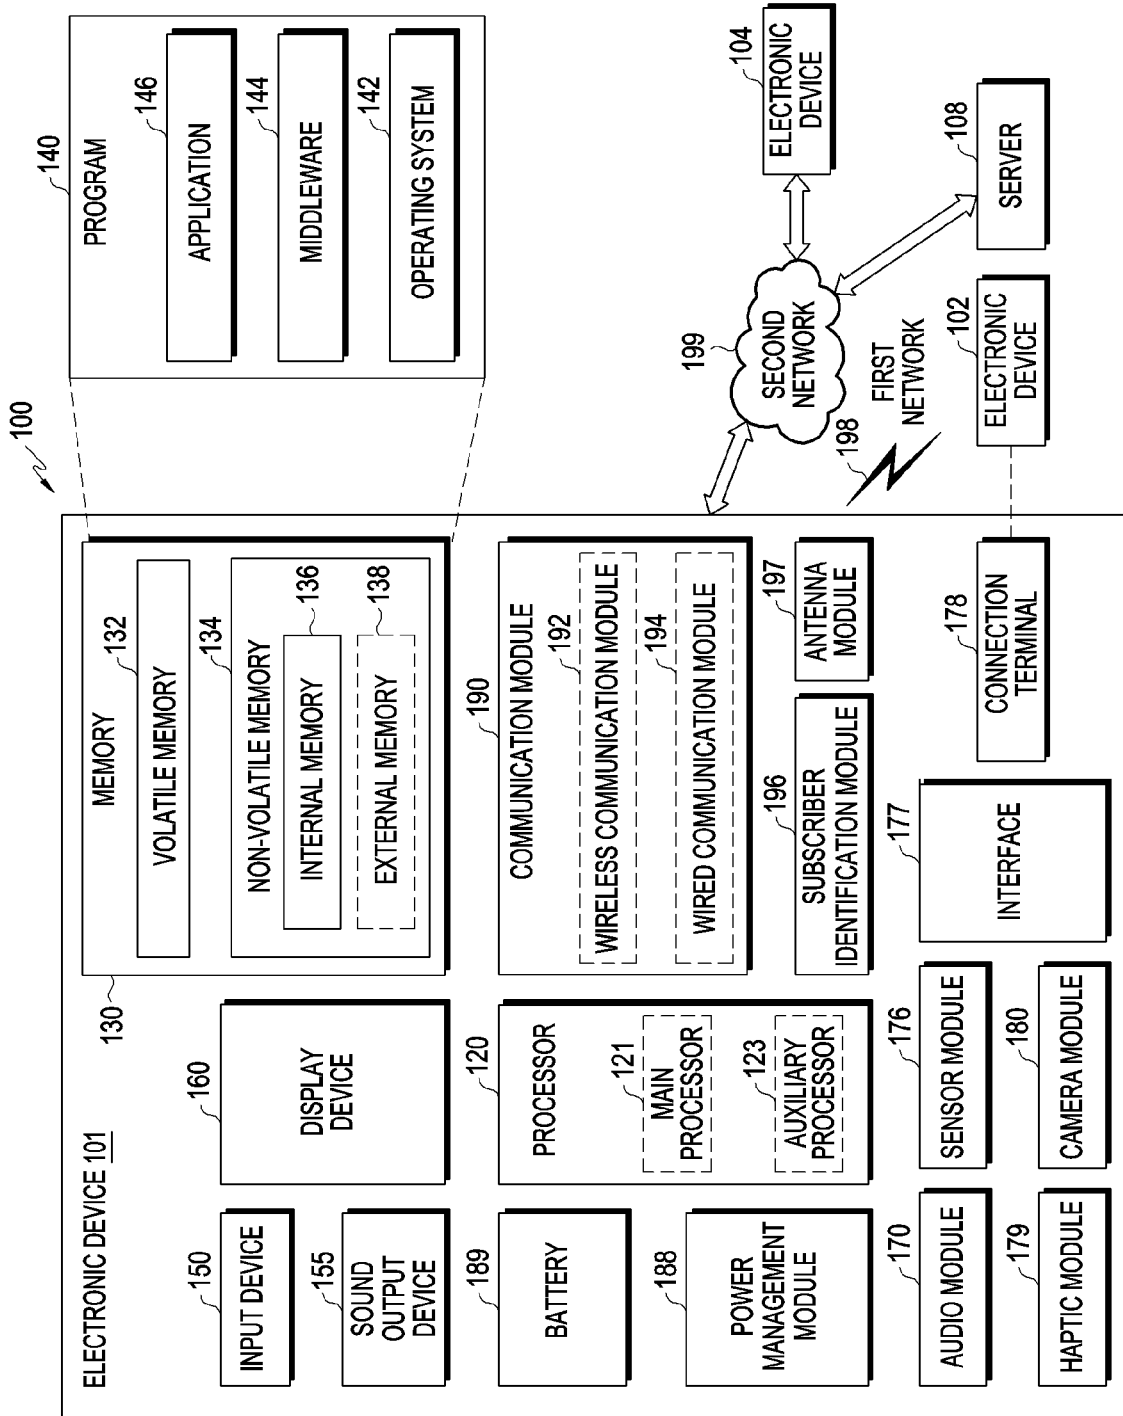 100
ELECTRONIC DEVICE 101
150
INPUT DEVICE
155
SOUND
OUTPUT
DEVICE
189
BATTERY
188
POWER
MANAGEMENT
MODULE
170
AUDIO MODULE
179
HAPTIC MODULE
160
DISPLAY
DEVICE
120
PROCESSOR
121
MAIN
PROCESSOR
123
AUXILIARY
PROCESSOR
176
SENSOR MODULE
180
CAMERA MODULE
130
MEMORY
132
VOLATILE MEMORY
134
NON-VOLATILE MEMORY
136
INTERNAL MEMORY
138
EXTERNAL MEMORY
190
COMMUNICATION MODULE
192
WIRELESS COMMUNICATION MODULE
194
WIRED COMMUNICATION MODULE
196
SUBSCRIBER
IDENTIFICATION MODULE
197
ANTENNA
MODULE
177
INTERFACE
178
CONNECTION
TERMINAL
140
PROGRAM
146
APPLICATION
144
MIDDLEWARE
142
OPERATING SYSTEM
199
SECOND
NETWORK
198
FIRST
NETWORK
104
ELECTRONIC
DEVICE
102
ELECTRONIC
DEVICE
108
SERVER